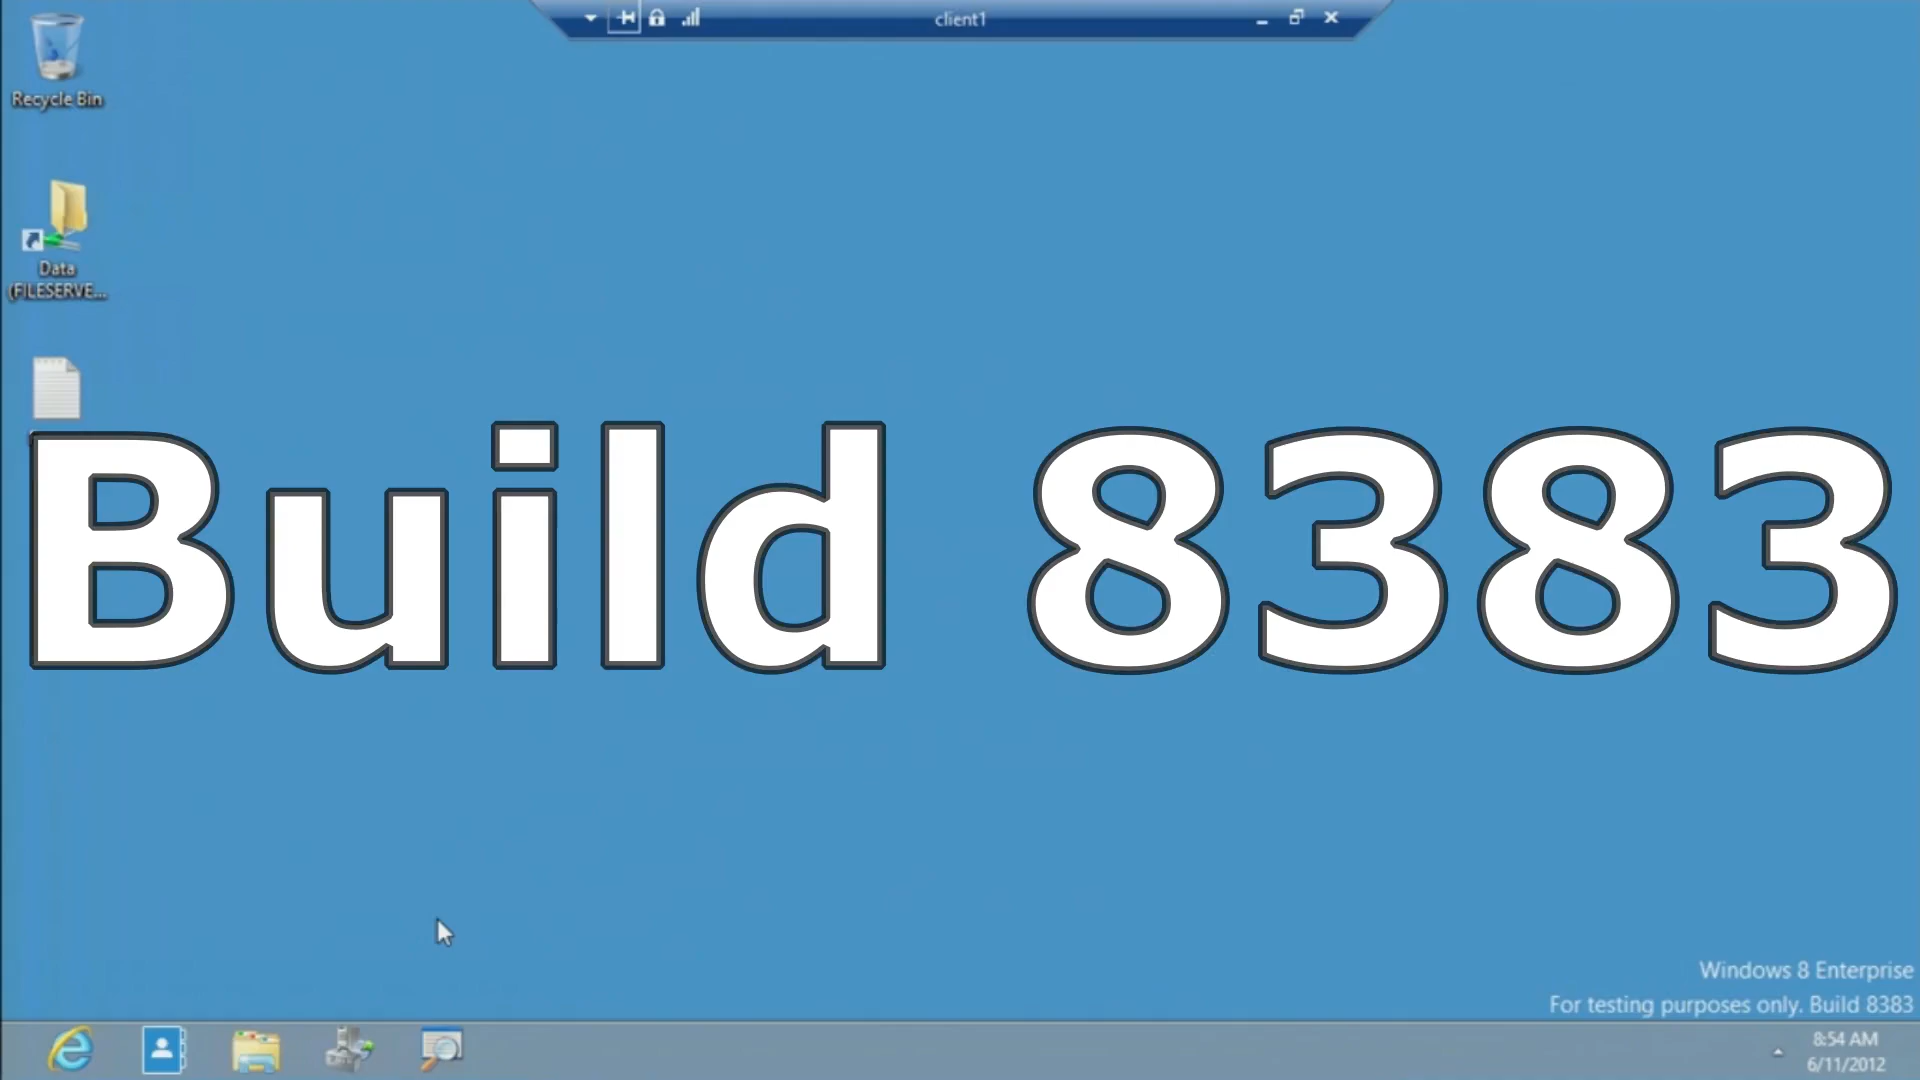 client1
Recycle Bin
Data
(FILESERVE...
Build 8383
Windows 8 Enterprise
For testing purposes only. Build 8383
8:54 AM
6/11/2012